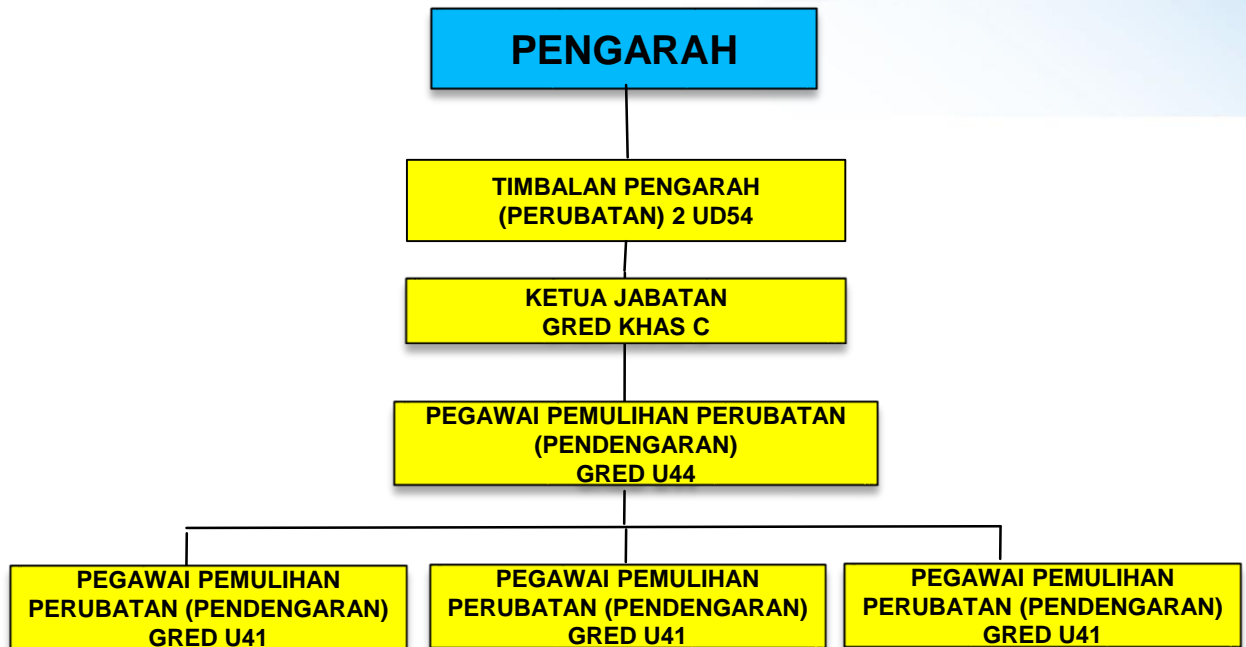 PENGARAH
TIMBALAN PENGARAH
(PERUBATAN) 2 UD54
KETUA JABATAN
GRED KHAS C
PEGAWAI PEMULIHAN PERUBATAN
(PENDENGARAN)
GRED U44
PEGAWAI PEMULIHAN
PERUBATAN (PENDENGARAN)
GRED U41
PEGAWAI PEMULIHAN
PERUBATAN (PENDENGARAN)
GRED U41
PEGAWAI PEMULIHAN
PERUBATAN (PENDENGARAN)
GRED U41